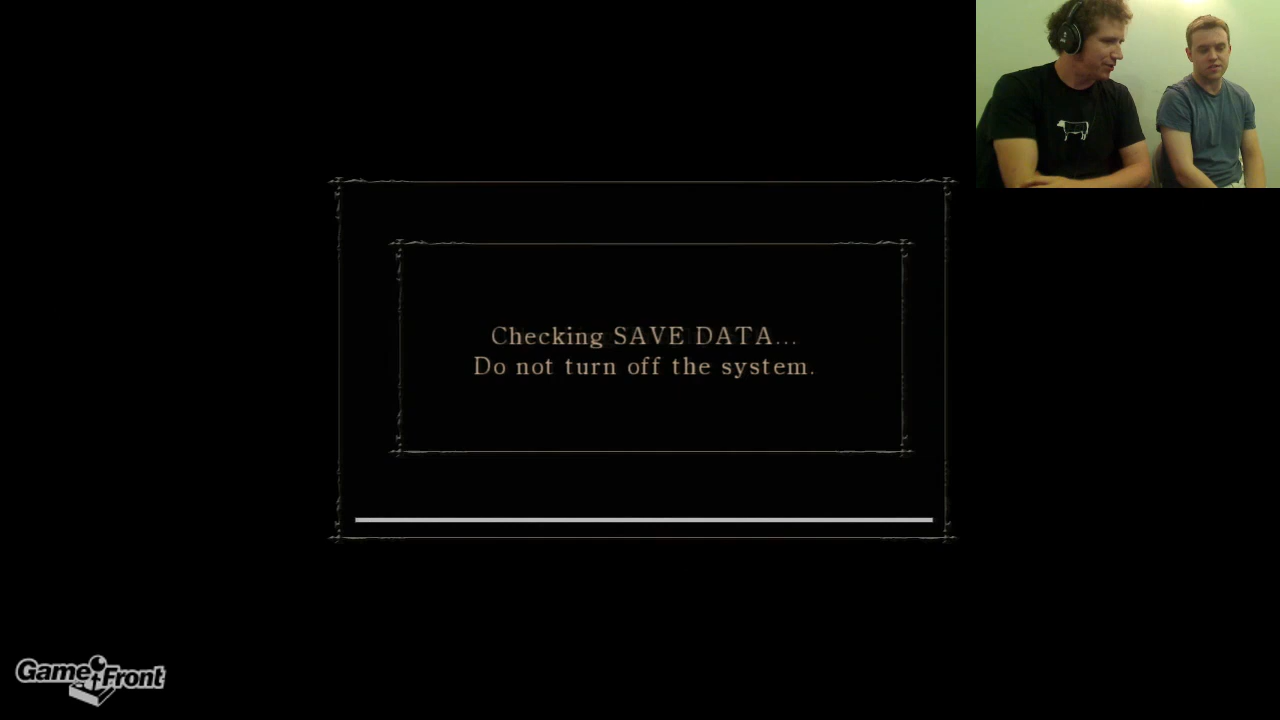 Checking SAVE DATA...
Do not turn off the system.
GameFront